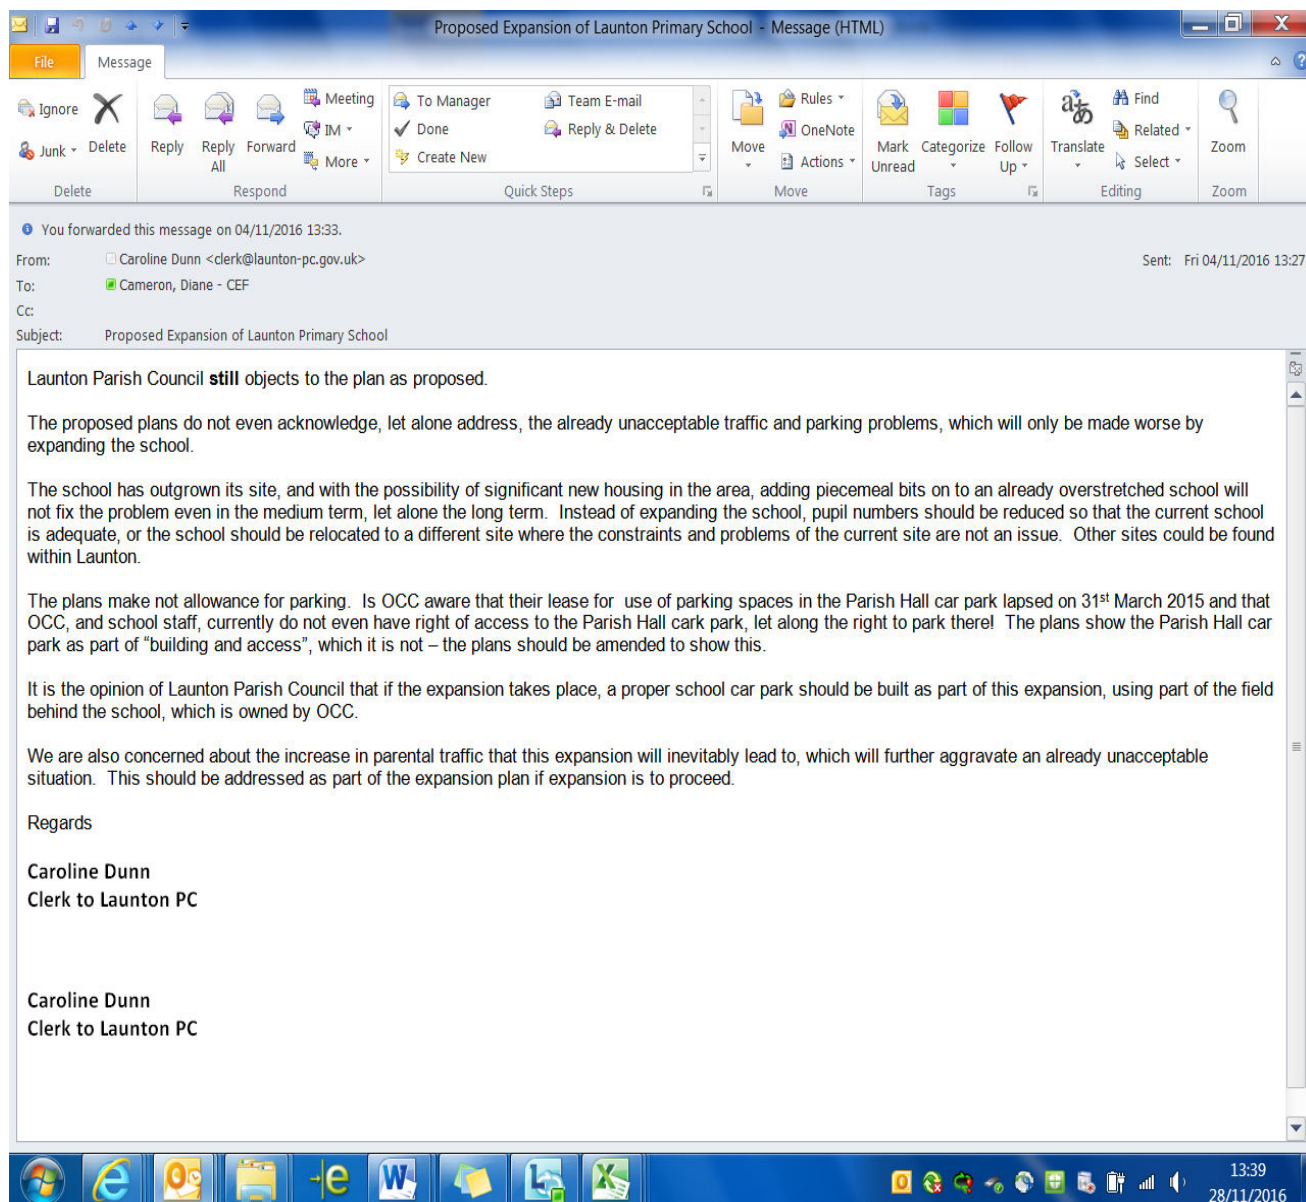 Proposed Expansion of Launton Primary School - Message (HTML)
File Message
Ignore
Junk
Delete
Reply
Reply All
Forward
Meeting
IM
More
To Manager
Team E-mail
Done
Reply & Delete
Create New
Move
Rules
OneNote
Actions
Mark Unread
Categorize
Follow Up
Translate
Find
Related
Select
Zoom
Delete Respond Quick Steps Move Tags Editing Zoom
You forwarded this message on 04/11/2016 13:33.
From: Caroline Dunn <clerk@launton-pc.gov.uk> Sent: Fri 04/11/2016 13:27
To: Cameron, Diane - CEF
Cc:
Subject: Proposed Expansion of Launton Primary School
Launton Parish Council still objects to the plan as proposed.
The proposed plans do not even acknowledge, let alone address, the already unacceptable traffic and parking problems, which will only be made worse by
expanding the school.
The school has outgrown its site, and with the possibility of significant new housing in the area, adding piecemeal bits on to an already overstretched school will
not fix the problem even in the medium term, let alone the long term. Instead of expanding the school, pupil numbers should be reduced so that the current school
is adequate, or the school should be relocated to a different site where the constraints and problems of the current site are not an issue. Other sites could be found
within Launton.
The plans make not allowance for parking. Is OCC aware that their lease for use of parking spaces in the Parish Hall car park lapsed on 31st March 2015 and that
OCC, and school staff, currently do not even have right of access to the Parish Hall cark park, let along the right to park there! The plans show the Parish Hall car
park as part of “building and access”, which it is not – the plans should be amended to show this.
It is the opinion of Launton Parish Council that if the expansion takes place, a proper school car park should be built as part of this expansion, using part of the field
behind the school, which is owned by OCC.
We are also concerned about the increase in parental traffic that this expansion will inevitably lead to, which will further aggravate an already unacceptable
situation. This should be addressed as part of the expansion plan if expansion is to proceed.
Regards
Caroline Dunn
Clerk to Launton PC
Caroline Dunn
Clerk to Launton PC
13:39
28/11/2016